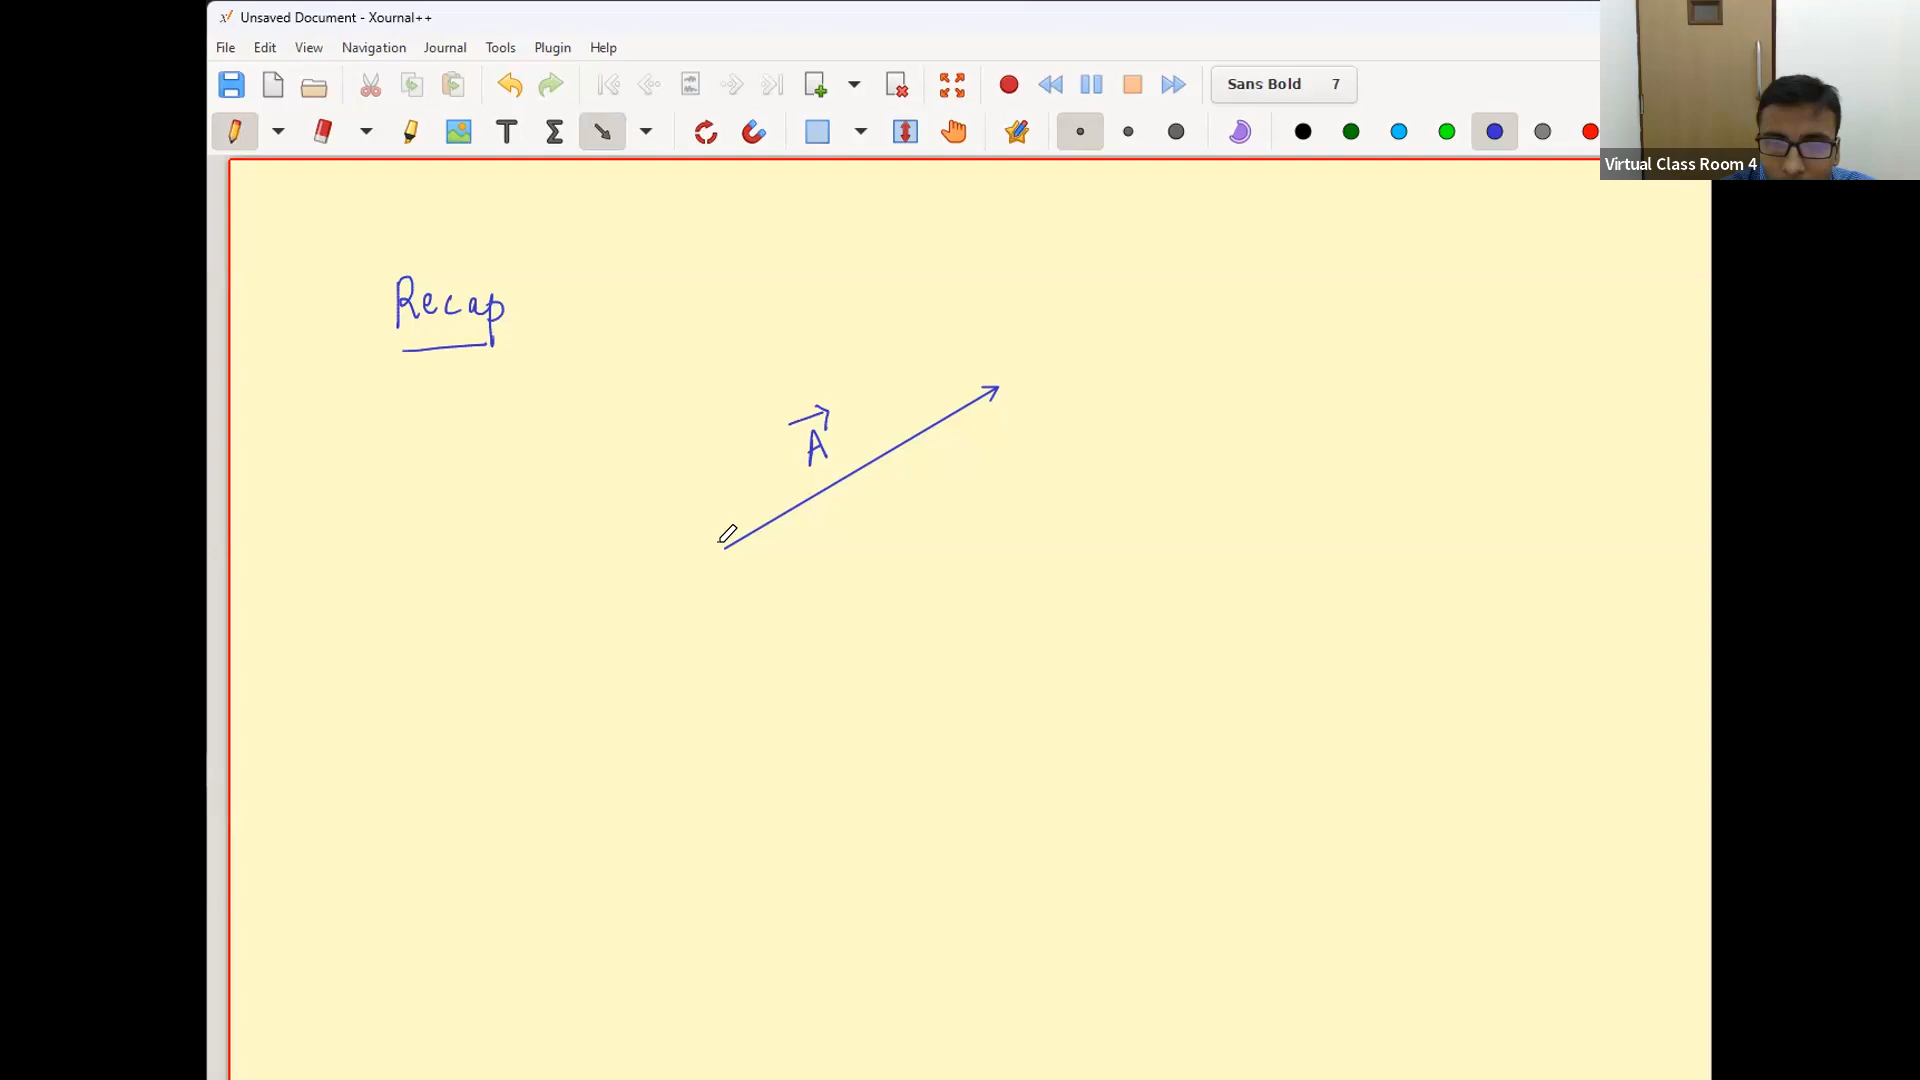 Unsaved Document - Xournal++
File Edit View Navigation Journal Tools Plugin Help
Sans Bold 7
Virtual Class Room 4
Recap
A